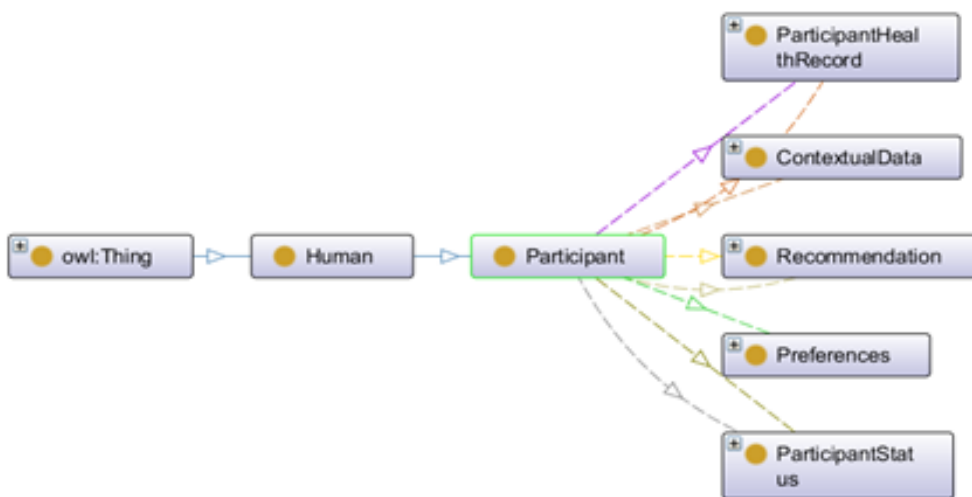 ParticipantHeal
thRecord
ContextualData
owl:Thing
Human
Participant
Recommendation
Preferences
ParticipantStat
us